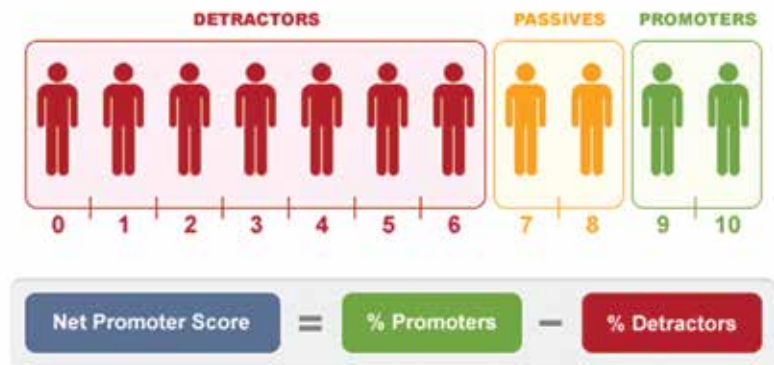 DETRACTORS PASSIVES PROMOTERS
0 1 2 3 4 5 6 7 8 9 10
Net Promoter Score = % Promoters – % Detractors